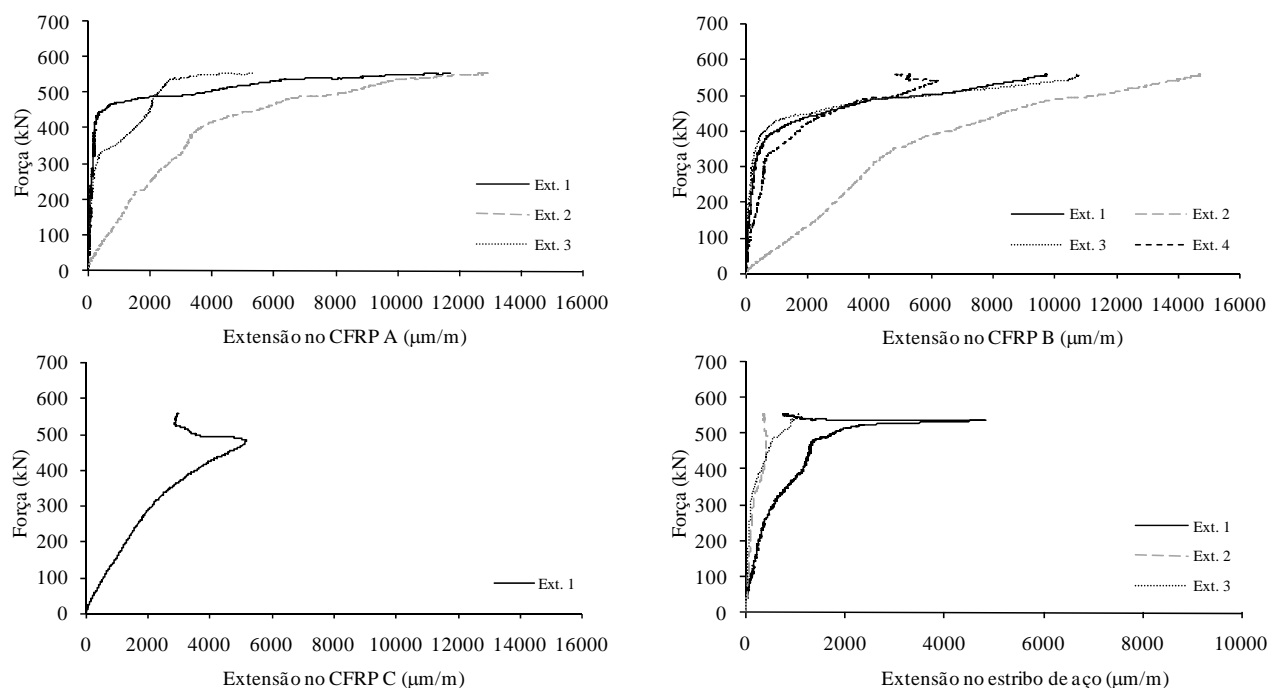 700
600
500
400
300
200
100
0
Força (kN)
Ext. 1
Ext. 2
Ext. 3
0 2000 4000 6000 8000 10000 12000 14000 16000
Extensão no CFRP A (μm/m)
700
600
500
400
300
200
100
0
Força (kN)
Ext. 1 Ext. 2
Ext. 3 Ext. 4
0 2000 4000 6000 8000 10000 12000 14000 16000
Extensão no CFRP B (μm/m)
700
600
500
400
300
200
100
0
Força (kN)
Ext. 1
0 2000 4000 6000 8000 10000 12000 14000 16000
Extensão no CFRP C (μm/m)
700
600
500
400
300
200
100
0
Força (kN)
Ext. 1
Ext. 2
Ext. 3
0 2000 4000 6000 8000 10000
Extensão no estribo de aço (μm/m)